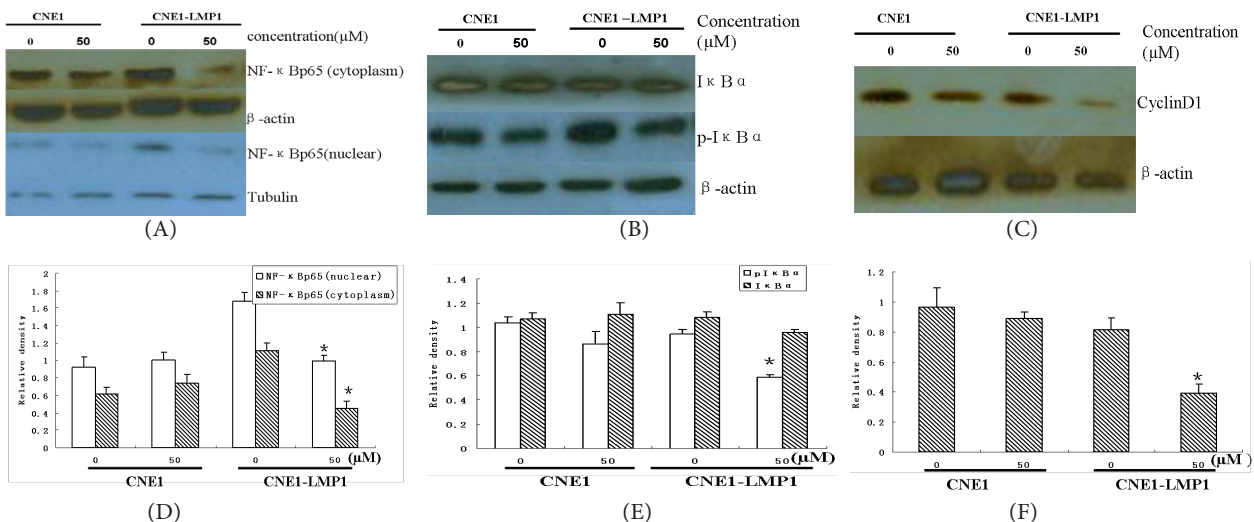 CNE1 CNE1-LMP1
0 50 0 50 concentration(μM)
NF-κBp65 (cytoplasm)
β-actin
NF-κBp65(nuclear)
Tubulin
(A)
CNE1 CNE1–LMP1 Concentration
0 50 0 50 (μM)
IκBα
p-IκBα
β-actin
(B)
CNE1 CNE1-LMP1 Concentration
0 50 0 50 (μM)
CyclinD1
β-actin
(C)
Relative density
2
1.8
1.6
1.4
1.2
1
0.8
0.6
0.4
0.2
0
NF-κBp65(nuclear)
NF-κBp65(cytoplasm)
*
*
0 50 0 50 (μM)
CNE1 CNE1-LMP1
(D)
Relative density
1.4
1.2
1
0.8
0.6
0.4
0.2
0
pIκBα
IκBα
*
0 50 0 50 (μM)
CNE1 CNE1-LMP1
(E)
Relative density
1.2
1
0.8
0.6
0.4
0.2
0
*
0 50 0 50 (μM)
CNE1 CNE1-LMP1
(F)